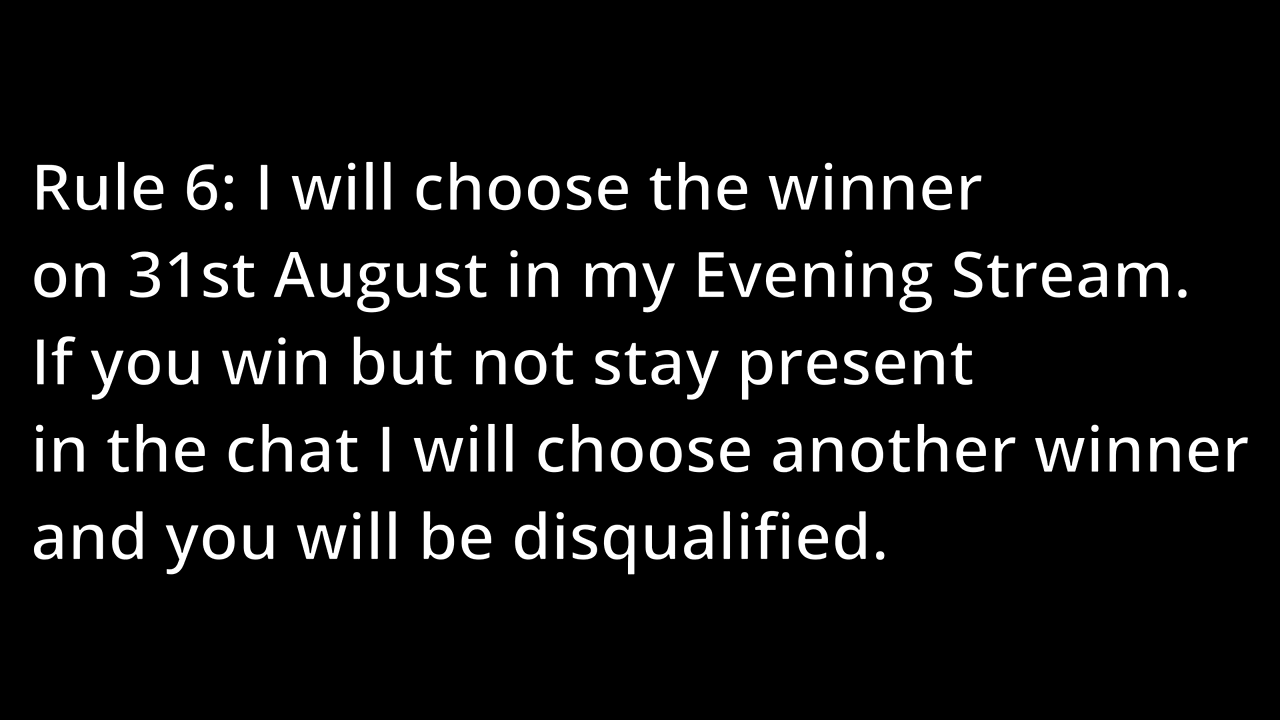 Rule 6: I will choose the winner
on 31st August in my Evening Stream.
If you win but not stay present
in the chat I will choose another winner
and you will be disqualified.